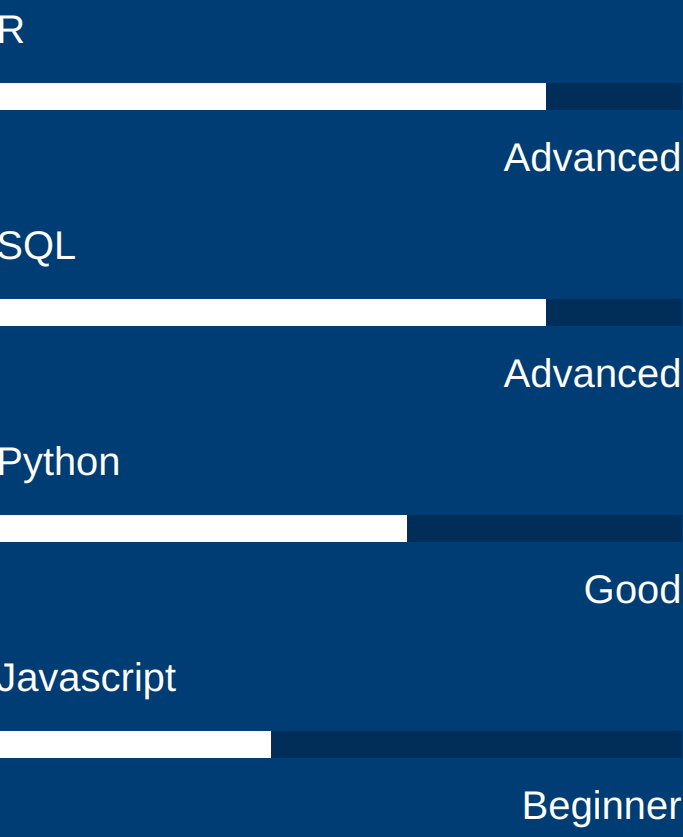 R
Advanced
SQL
Advanced
Python
Good
Javascript
Beginner